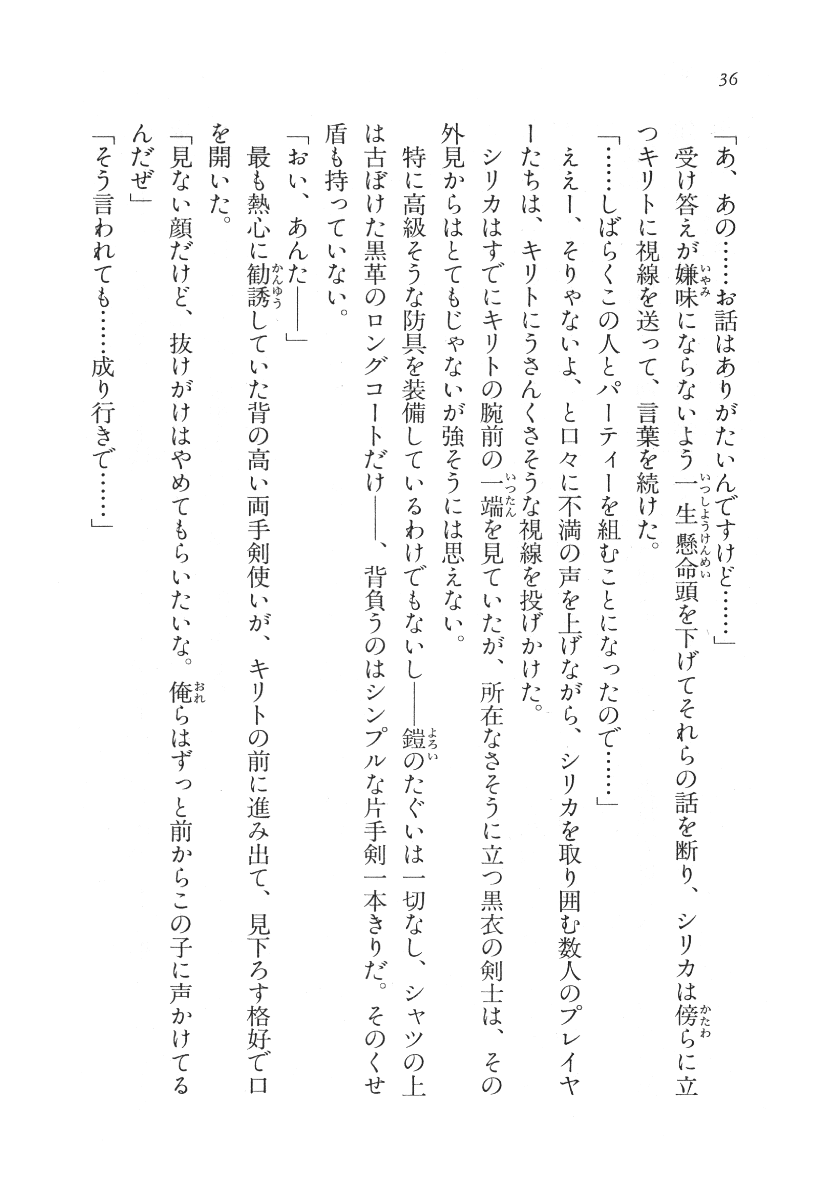 36
「あ、あの……お話はありがたいんですけど……」
受け答えが嫌味にならないよう一生懸命頭を下げてそれらの話を断り、シリカは傍らに立
つキリトに視線を送って、言葉を続けた。
「……しばらくこの人とパーティーを組むことになったので……」
ええー、そりゃないよ、と口々に不満の声を上げながら、シリカを取り囲む数人のプレイヤ
ーたちは、キリトにうさんくさそうな視線を投げかけた。
シリカはすでにキリトの腕前の一端を見ていたが、所在なさそうに立つ黒衣の剣士は、その
外見からはとてもじゃないが強そうには思えない。
特に高級そうな防具を装備しているわけでもないし――鎧のたぐいは一切なし、シャツの上
は古ぼけた黒革のロングコートだけ――、背負うのはシンプルな片手剣一本きりだ。そのくせ
盾も持っていない。
「おい、あんた――」
最も熱心に勧誘していた背の高い両手剣使いが、キリトの前に進み出て、見下ろす格好で口
を開いた。
「見ない顔だけど、抜けがけはやめてもらいたいな。俺らはずっと前からこの子に声かけてる
んだぜ」
「そう言われても……成り行きで……」